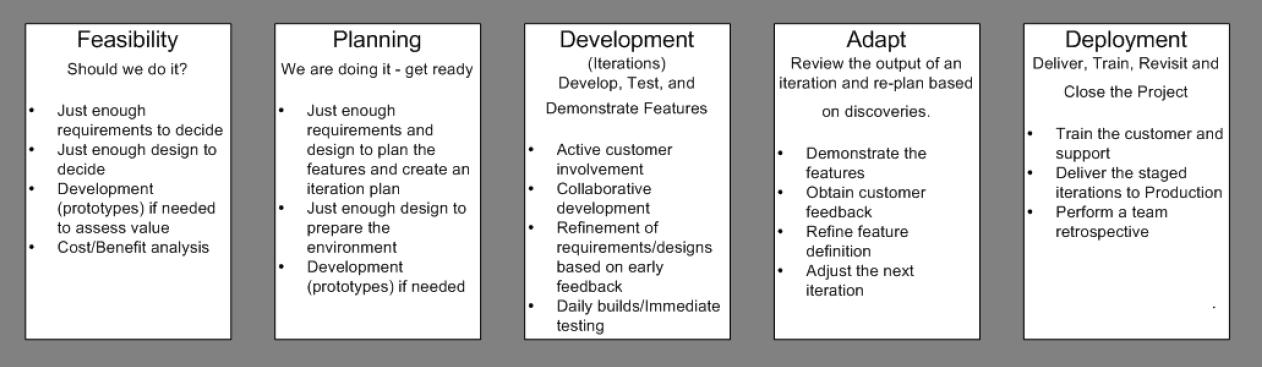 Feasibility
Should we do it?
• Just enough
requirements to decide
• Just enough design to
decide
• Development
(prototypes) if needed
to assess value
• Cost/Benefit analysis
Planning
We are doing it - get ready
• Just enough
requirements and
design to plan the
features and create an
iteration plan
• Just enough design to
prepare the
environment
• Development
(prototypes) if needed
Development
(Iterations)
Develop, Test, and
Demonstrate Features
• Active customer
involvement
• Collaborative
development
• Refinement of
requirements/designs
based on early
feedback
• Daily builds/Immediate
testing
Adapt
Review the output of an
iteration and re-plan based
on discoveries.
• Demonstrate the
features
• Obtain customer
feedback
• Refine feature
definition
• Adjust the next
iteration
Deployment
Deliver, Train, Revisit and
Close the Project
• Train the customer and
support
• Deliver the staged
iterations to Production
• Perform a team
retrospective
.